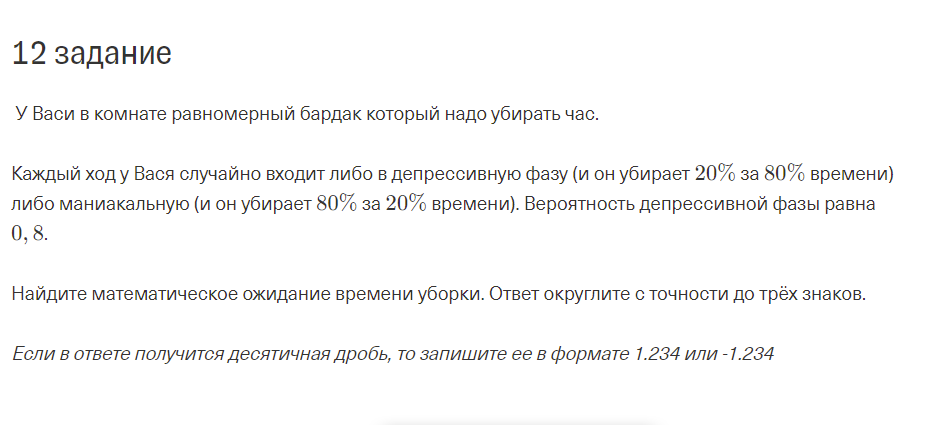 12 задание
У Васи в комнате равномерный бардак который надо убирать час.
Каждый ход у Вася случайно входит либо в депрессивную фазу (и он убирает 20% за 80% времени)
либо маниакальную (и он убирает 80% за 20% времени). Вероятность депрессивной фазы равна
0, 8.
Найдите математическое ожидание времени уборки. Ответ округлите с точности до трёх знаков.
Если в ответе получится десятичная дробь, то запишите ее в формате 1.234 или -1.234